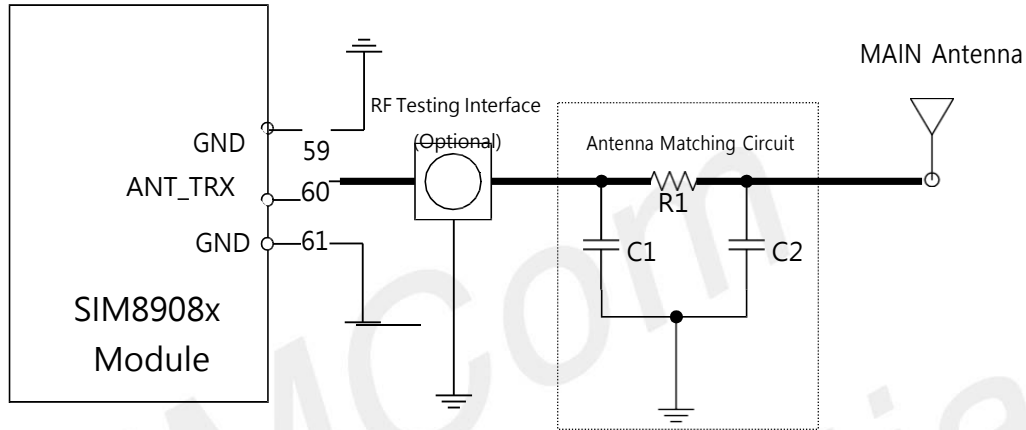 MAIN Antenna
RF Testing Interface
(Optional)
Antenna Matching Circuit
GND
59
ANT_TRX
60
R1
GND
61
C1
C2
SIM8908x
Module